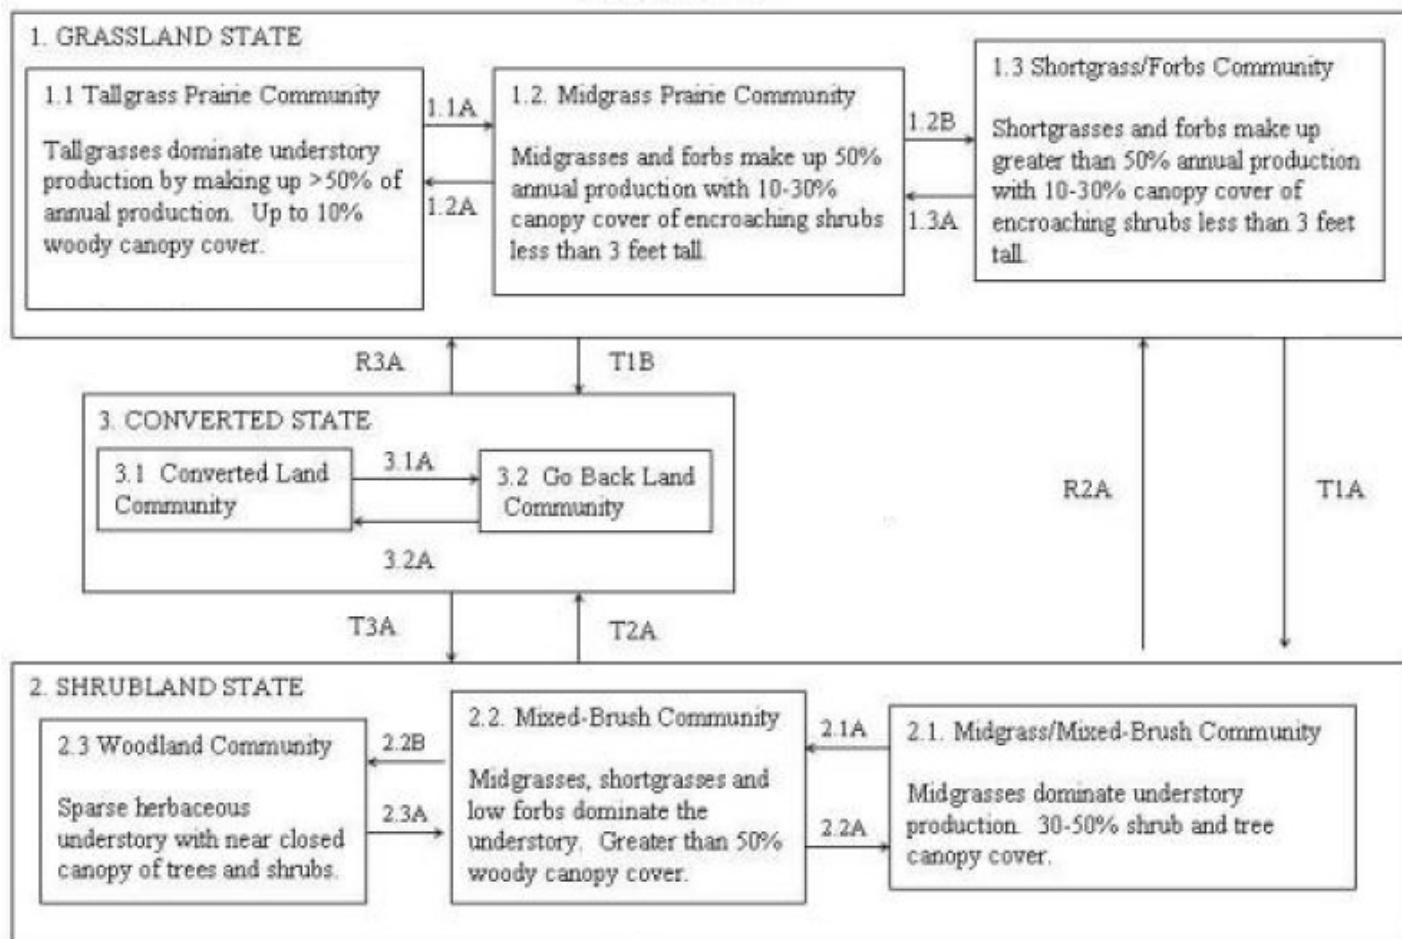 1. GRASSLAND STATE
1.1 Tallgrass Prairie Community
Tallgrasses dominate understory
production by making up >50% of
annual production. Up to 10%
woody canopy cover.
1.1A
1.2A
1.2. Midgrass Prairie Community
Midgrasses and forbs make up 50%
annual production with 10-30%
canopy cover of encroaching shrubs
less than 3 feet tall.
1.2B
1.3A
1.3 Shortgrass/Forbs Community
Shortgrasses and forbs make up
greater than 50% annual production
with 10-30% canopy cover of
encroaching shrubs less than 3 feet
tall.
R3A
T1B
3. CONVERTED STATE
3.1 Converted Land
Community
3.1A
3.2A
3.2 Go Back Land
Community
R2A
T1A
T3A
T2A
2. SHRUBLAND STATE
2.3 Woodland Community
Sparse herbaceous
understory with near closed
canopy of trees and shrubs.
2.2B
2.3A
2.2. Mixed-Brush Community
Midgrasses, shortgrasses and
low forbs dominate the
understory. Greater than 50%
woody canopy cover.
2.1A
2.2A
2.1. Midgrass/Mixed-Brush Community
Midgrasses dominate understory
production. 30-50% shrub and tree
canopy cover.